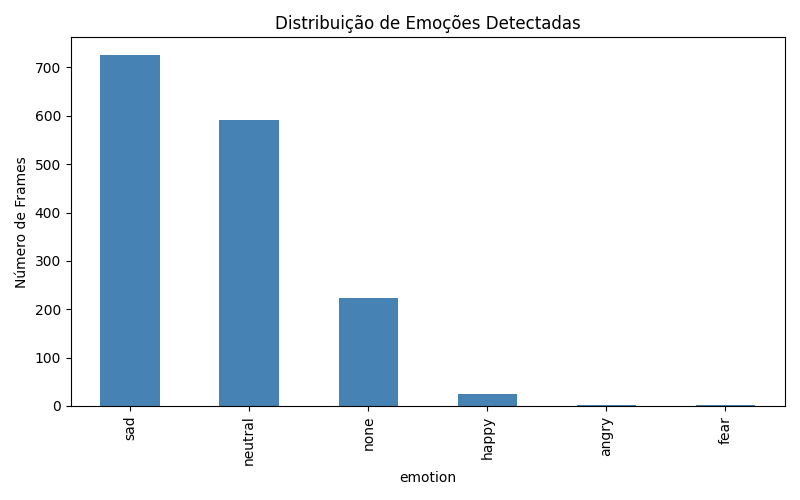 Distribuição de Emoções Detectadas
Número de Frames
700
600
500
400
300
200
100
0
sad
neutral
none
happy
angry
fear
emotion